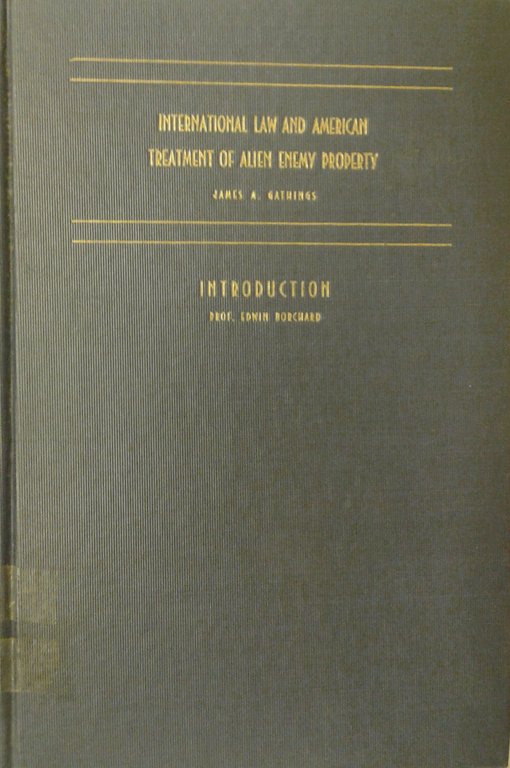 INTERNATIONAL LAW AND AMERICAN
TREATMENT OF ALIEN ENEMY PROPERTY
JAMES A. GATHINGS
INTRODUCTION
PROF. EDWIN BORCHARD